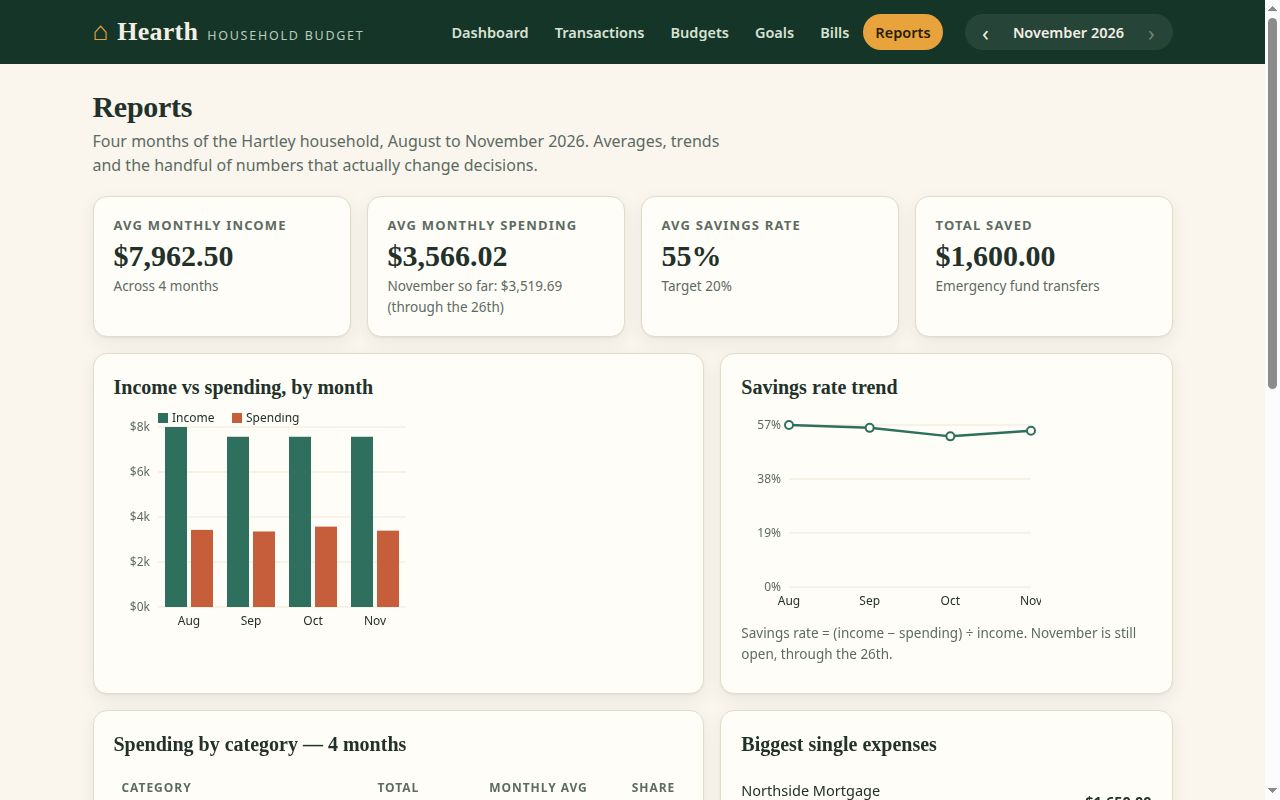 ⌂ Hearth HOUSEHOLD BUDGET
Dashboard Transactions Budgets Goals Bills Reports ‹ November 2026 ›
Reports
Four months of the Hartley household, August to November 2026. Averages, trends
and the handful of numbers that actually change decisions.
AVG MONTHLY INCOME
$7,962.50
Across 4 months
AVG MONTHLY SPENDING
$3,566.02
November so far: $3,519.69
(through the 26th)
AVG SAVINGS RATE
55%
Target 20%
TOTAL SAVED
$1,600.00
Emergency fund transfers
Income vs spending, by month
Income Spending
$8k
$6k
$4k
$2k
$0k
Aug Sep Oct Nov
Savings rate trend
57%
38%
19%
0%
Aug Sep Oct Nov
Savings rate = (income − spending) ÷ income. November is still
open, through the 26th.
Spending by category — 4 months
CATEGORY TOTAL MONTHLY AVG SHARE
Biggest single expenses
Northside Mortgage
$1,650.00